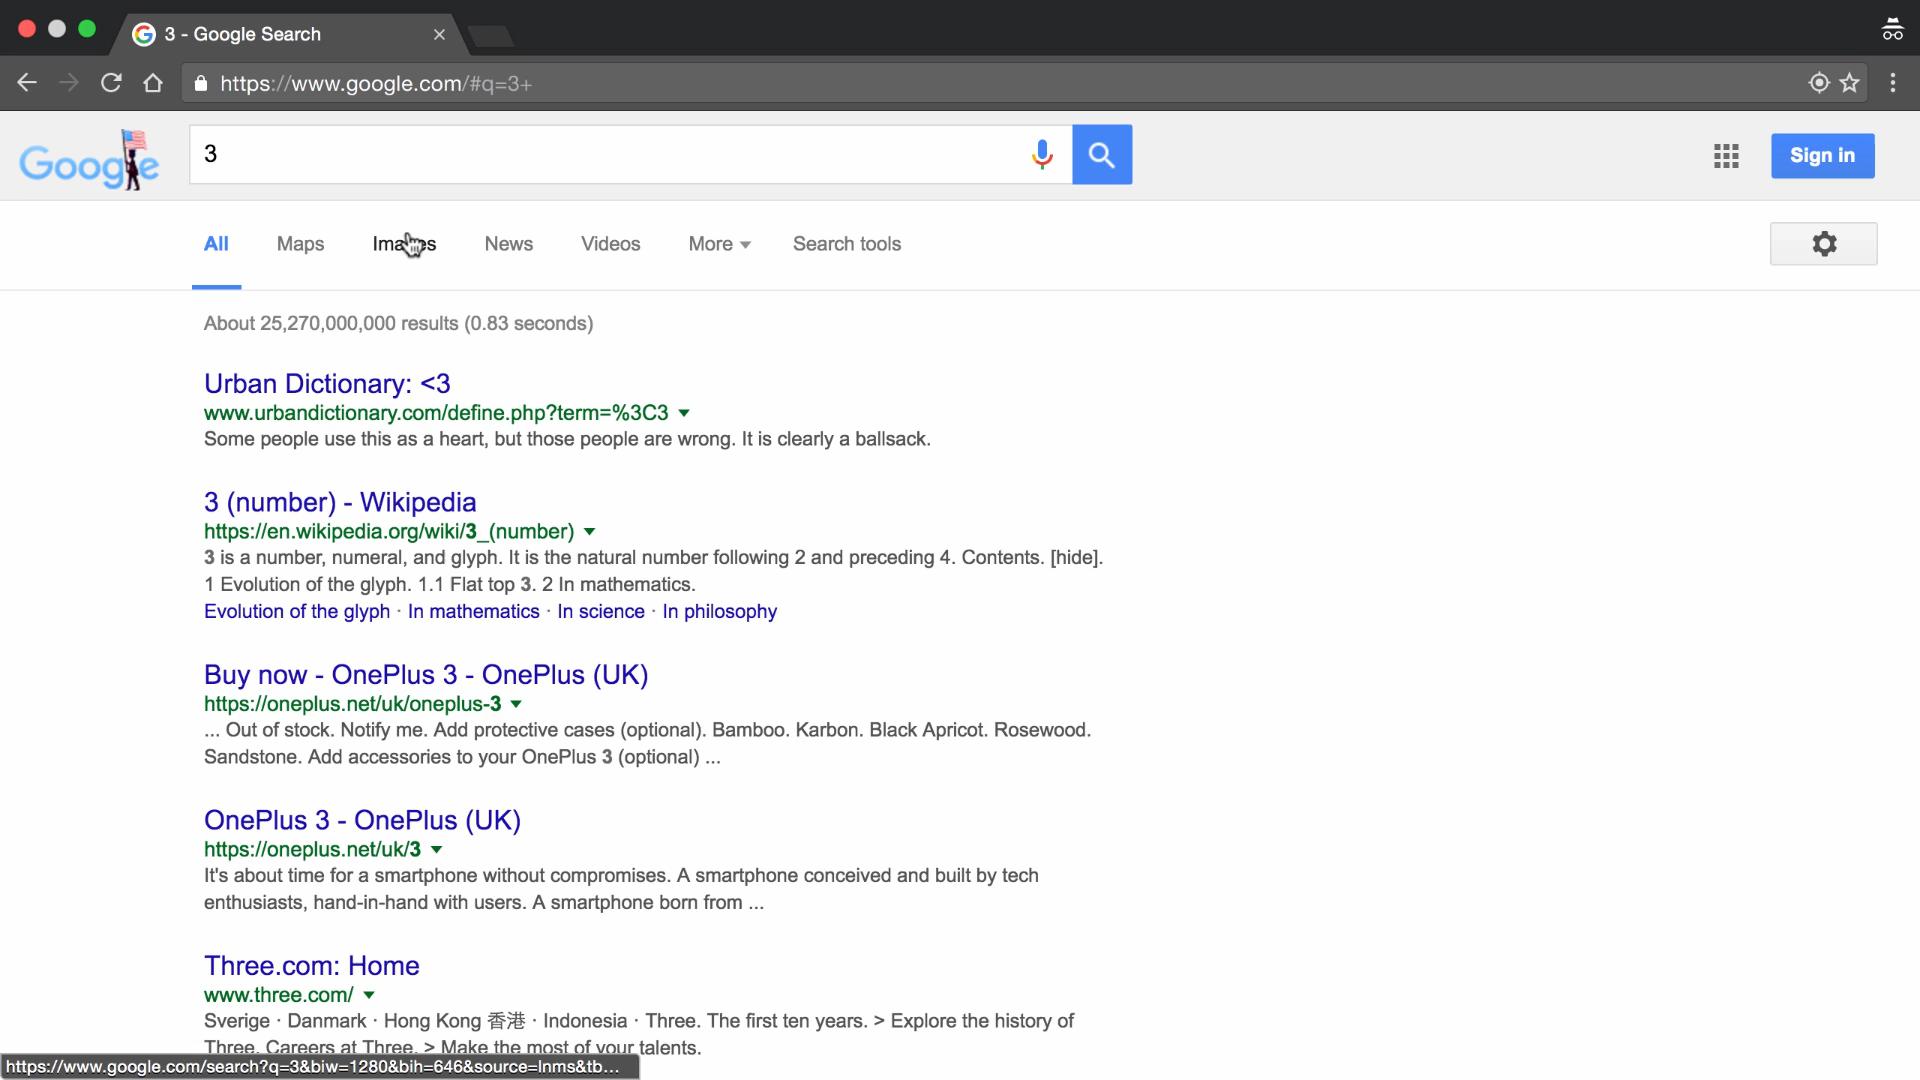 3 - Google Search
https://www.google.com/#q=3+
Google
3
Sign in
All Maps Images News Videos More Search tools
About 25,270,000,000 results (0.83 seconds)
Urban Dictionary: <3
www.urbandictionary.com/define.php?term=%3C3
Some people use this as a heart, but those people are wrong. It is clearly a ballsack.
3 (number) - Wikipedia
https://en.wikipedia.org/wiki/3_(number)
3 is a number, numeral, and glyph. It is the natural number following 2 and preceding 4. Contents. [hide].
1 Evolution of the glyph. 1.1 Flat top 3. 2 In mathematics.
Evolution of the glyph · In mathematics · In science · In philosophy
Buy now - OnePlus 3 - OnePlus (UK)
https://oneplus.net/uk/oneplus-3
... Out of stock. Notify me. Add protective cases (optional). Bamboo. Karbon. Black Apricot. Rosewood.
Sandstone. Add accessories to your OnePlus 3 (optional) ...
OnePlus 3 - OnePlus (UK)
https://oneplus.net/uk/3
It's about time for a smartphone without compromises. A smartphone conceived and built by tech
enthusiasts, hand-in-hand with users. A smartphone born from ...
Three.com: Home
www.three.com/
Sverige · Danmark · Hong Kong 香港 · Indonesia · Three. The first ten years. > Explore the history of
Three. Careers at Three. > Make the most of your talents.
https://www.google.com/search?q=3&biw=1280&bih=646&source=lnms&tb...